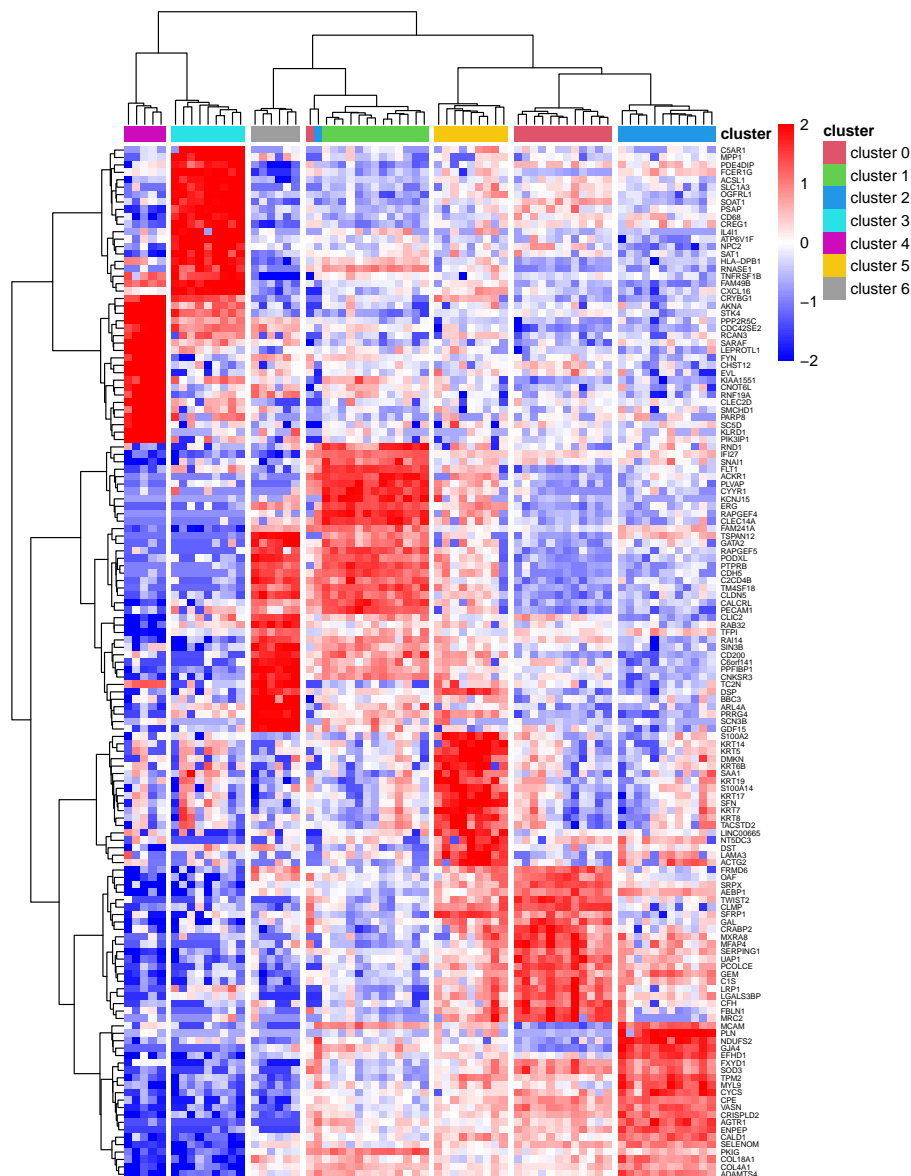 cluster
2
1
0
−1
−2
cluster
cluster 0
cluster 1
cluster 2
cluster 3
cluster 4
cluster 5
cluster 6
C5AR1
MPP1
PDE4DIP
FCER1G
ACSL1
SLC1A3
OGFRL1
SOAT1
PSAP
CD68
CREG1
IL4I1
ATP6V1F
NPC2
SAT1
HLA−DPB1
RNASE1
TNFRSF1B
FAM49B
CXCL16
CRYBG1
AKNA
STK4
PPP2R5C
CDC42SE2
RCAN3
SARAF
LEPROTL1
FYN
CHST12
EVL
KIAA1551
CNOT6L
RNF19A
CLEC2D
SMCHD1
PARP8
SC5D
KLRD1
PIK3IP1
RND1
IFI27
SNAI1
FLT1
ACKR1
PLVAP
CYYR1
KCNJ15
ERG
RAPGEF4
CLEC14A
FAM241A
TSPAN12
GATA2
RAPGEF5
PODXL
PTPRB
CDH5
C2CD4B
TM4SF18
CLDN5
CALCRL
PECAM1
CLIC2
RAB32
TFPI
RAI14
SIN3B
CD200
C6orf141
PPFIBP1
CNKSR3
TC2N
DSP
BBC3
ARL4A
PRRG4
SCN3B
GDF15
S100A2
KRT14
KRT5
DMKN
KRT6B
SAA1
KRT19
S100A14
KRT17
SFN
KRT7
KRT8
TACSTD2
LINC00665
NT5DC3
DST
LAMA3
ACTG2
FRMD6
OAF
SRPX
AEBP1
TWIST2
CLMP
SFRP1
GAL
CRABP2
MXRA8
MFAP4
SERPING1
UAP1
PCOLCE
GEM
C1S
LRP1
LGALS3BP
CFH
FBLN1
MRC2
MCAM
PLN
NDUFS2
GJA4
EFHD1
FXYD1
SOD3
TPM2
MYL9
CYCS
CPE
VASN
CRISPLD2
AGTR1
ENPEP
CALD1
SELENOM
PKIG
COL18A1
COL4A1
ADAMTS4